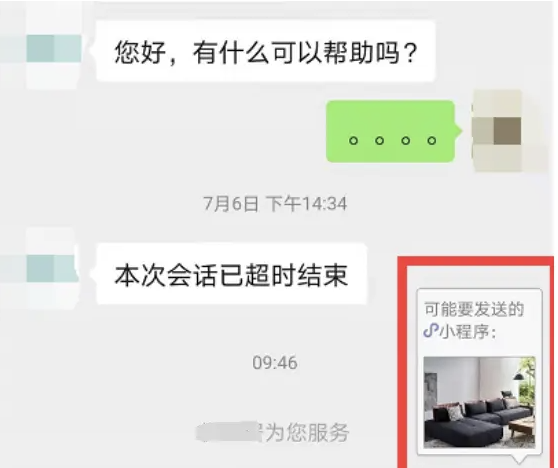 您好，有什么可以帮助吗?
。。。。
7月6日 下午14:34
本次会话已超时结束
可能要发送的
小程序：
09:46
为您服务